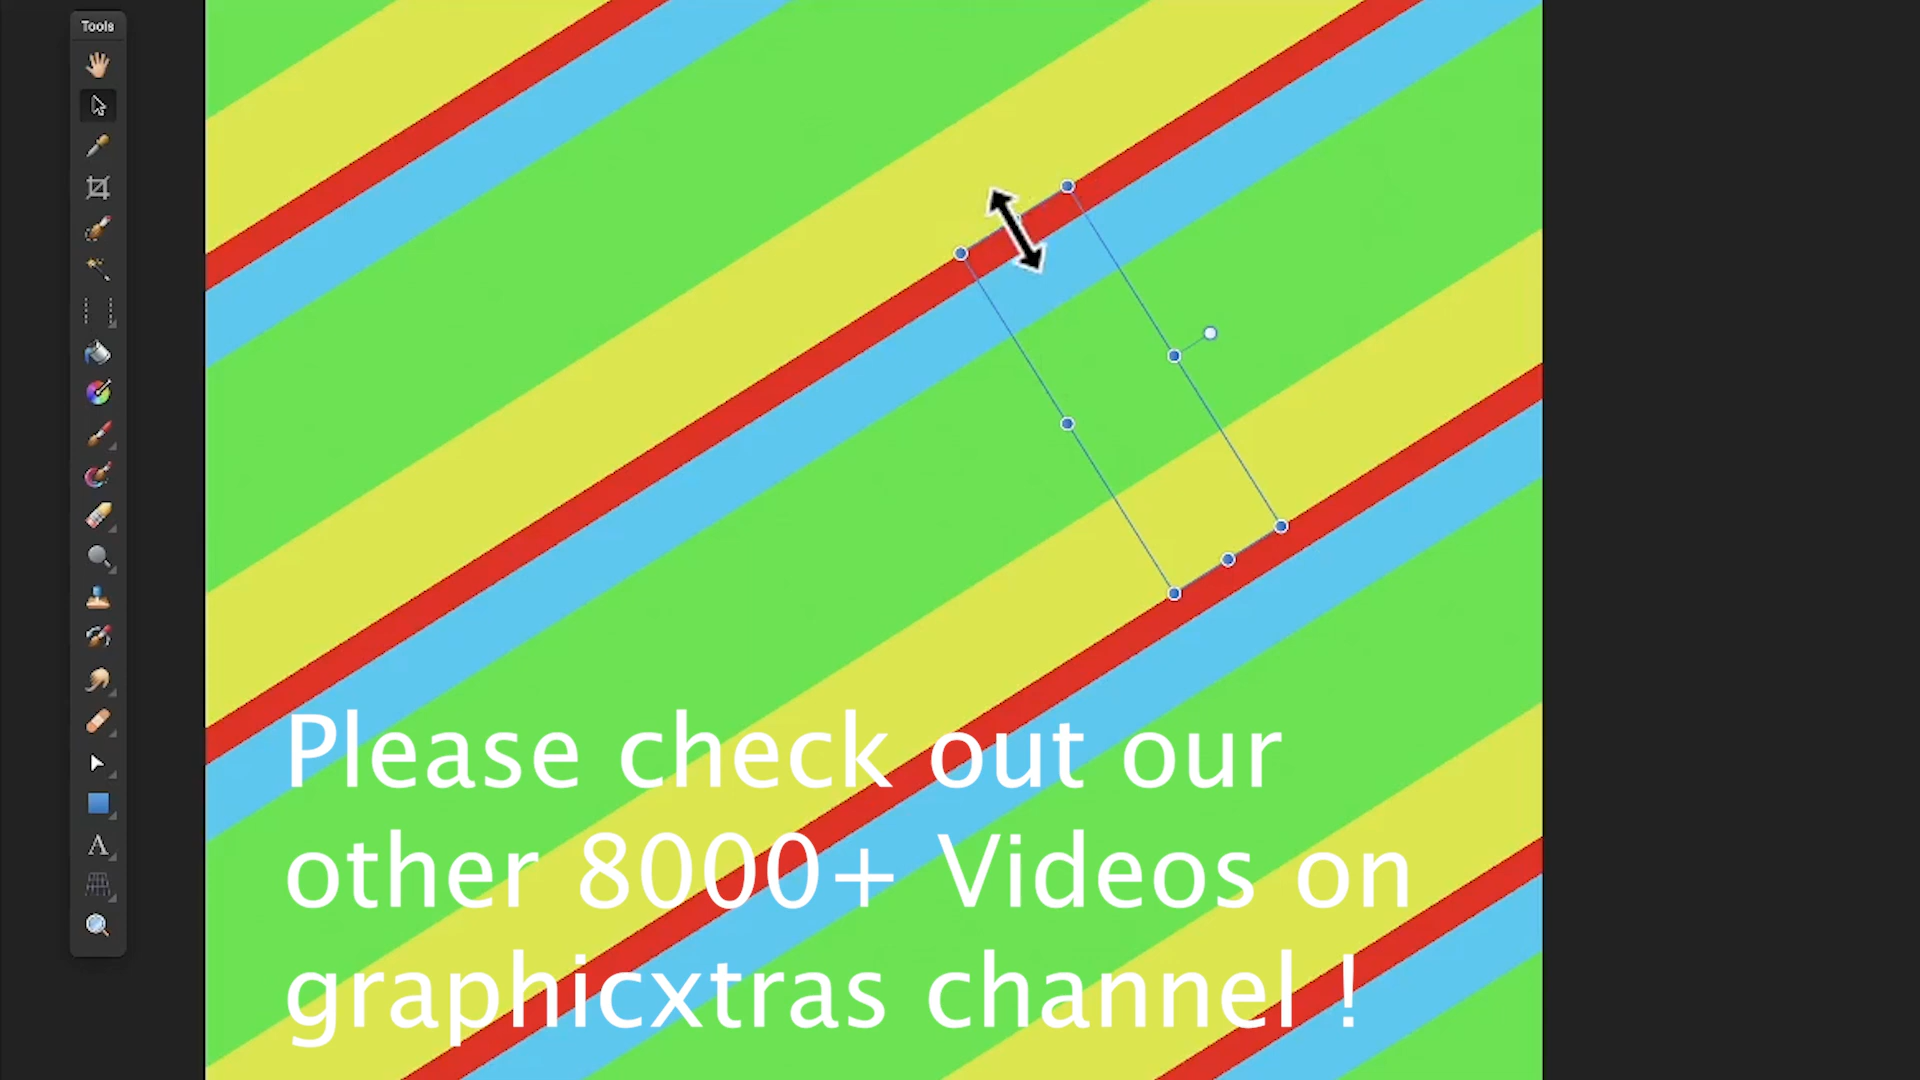 Tools
Please check out our
other 8000+ Videos on
graphicxtras channel !